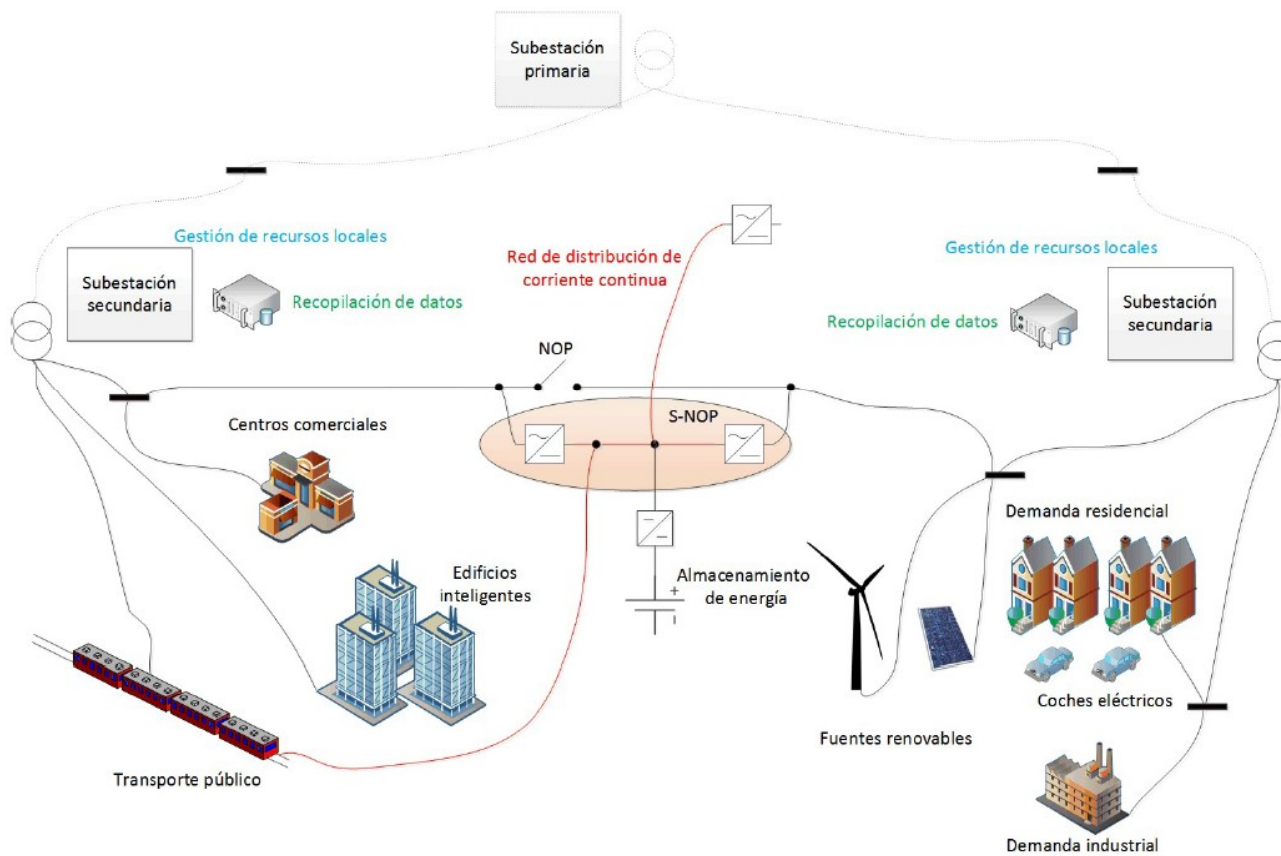 Subestación
primaria
Gestión de recursos locales
Subestación
secundaria
Recopilación de datos
Red de distribución de
corriente continua
Gestión de recursos locales
Recopilación de datos
Subestación
secundaria
NOP
S-NOP
Centros comerciales
Edificios
inteligentes
Almacenamiento
de energía
+
Demanda residencial
Coches eléctricos
Fuentes renovables
Transporte público
Demanda industrial